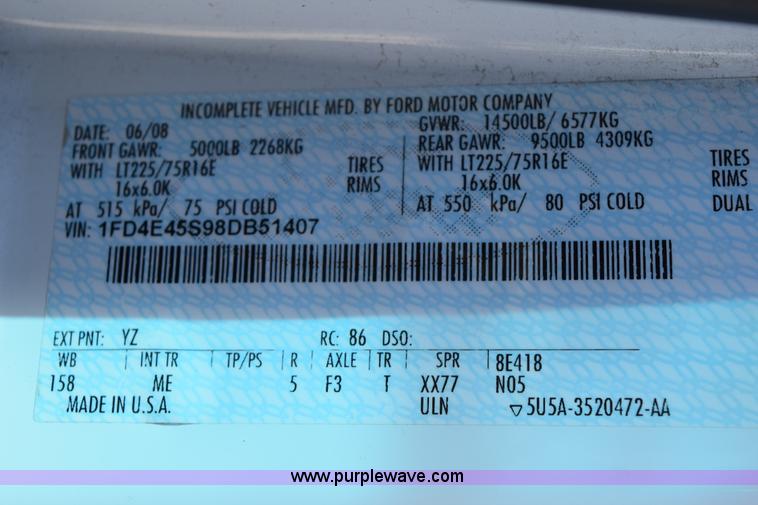 INCOMPLETE VEHICLE MFD. BY FORD MOTOR COMPANY
DATE: 06/08 GVWR: 14500LB/ 6577KG
FRONT GAWR: 5000LB 2268KG REAR GAWR: 9500LB 4309KG
WITH LT225/75R16E TIRES WITH LT225/75R16E TIRES
16x6.0K RIMS 16x6.0K RIMS
AT 515 kPa/ 75 PSI COLD AT 550 kPa/ 80 PSI COLD DUAL
VIN: 1FD4E45S98DB51407
EXT PNT: YZ RC: 86 DSO:
WB INT TR TP/PS R AXLE TR SPR 8E418
158 ME 5 F3 T XX77 N05
MADE IN U.S.A. ULN ▽5U5A-3520472-AA
www.purplewave.com